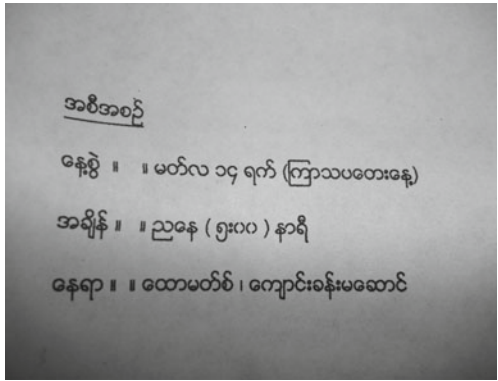 အစီအစဉ်
နေ့စွဲ ။ ။ မတ်လ ၁၄ ရက် (ကြာသပတေးနေ့)
အချိန် ။ ။ ညနေ ( ၅း၀၀ ) နာရီ
နေရာ ။ ။ ထောမတ်စ် ၊ ကျောင်းခန်းမဆောင်